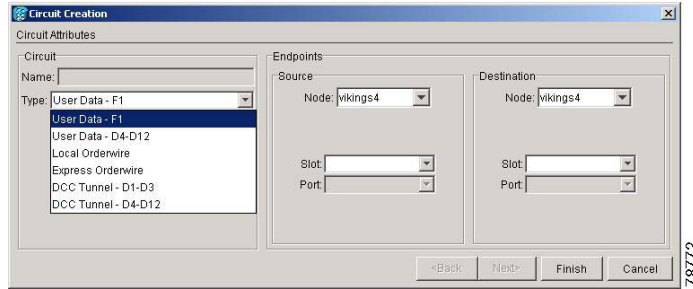 Circuit Creation
Circuit Attributes
Circuit
Name:
Type: User Data - F1
User Data - F1
User Data - D4-D12
Local Orderwire
Express Orderwire
DCC Tunnel - D1-D3
DCC Tunnel - D4-D12
Endpoints
Source
Node: vikings4
Slot:
Port:
Destination
Node: vikings4
Slot:
Port:
<Back Next> Finish Cancel
78772